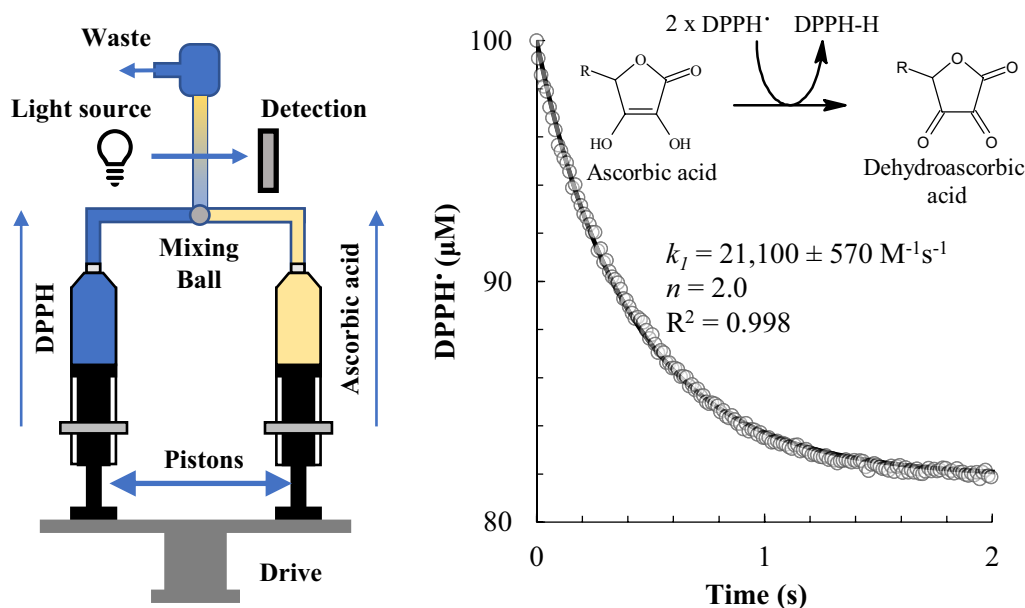 Waste
Light source
Detection
Mixing
Ball
DPPH
Ascorbic acid
Pistons
Drive
100
90
80
DPPH· (µM)
0
1
2
Time (s)
2 x DPPH·
DPPH-H
R
O
O
HO
OH
Ascorbic acid
R
O
O
O
O
Dehydroascorbic
acid
k₁ = 21,100 ± 570 M⁻¹s⁻¹
n = 2.0
R² = 0.998